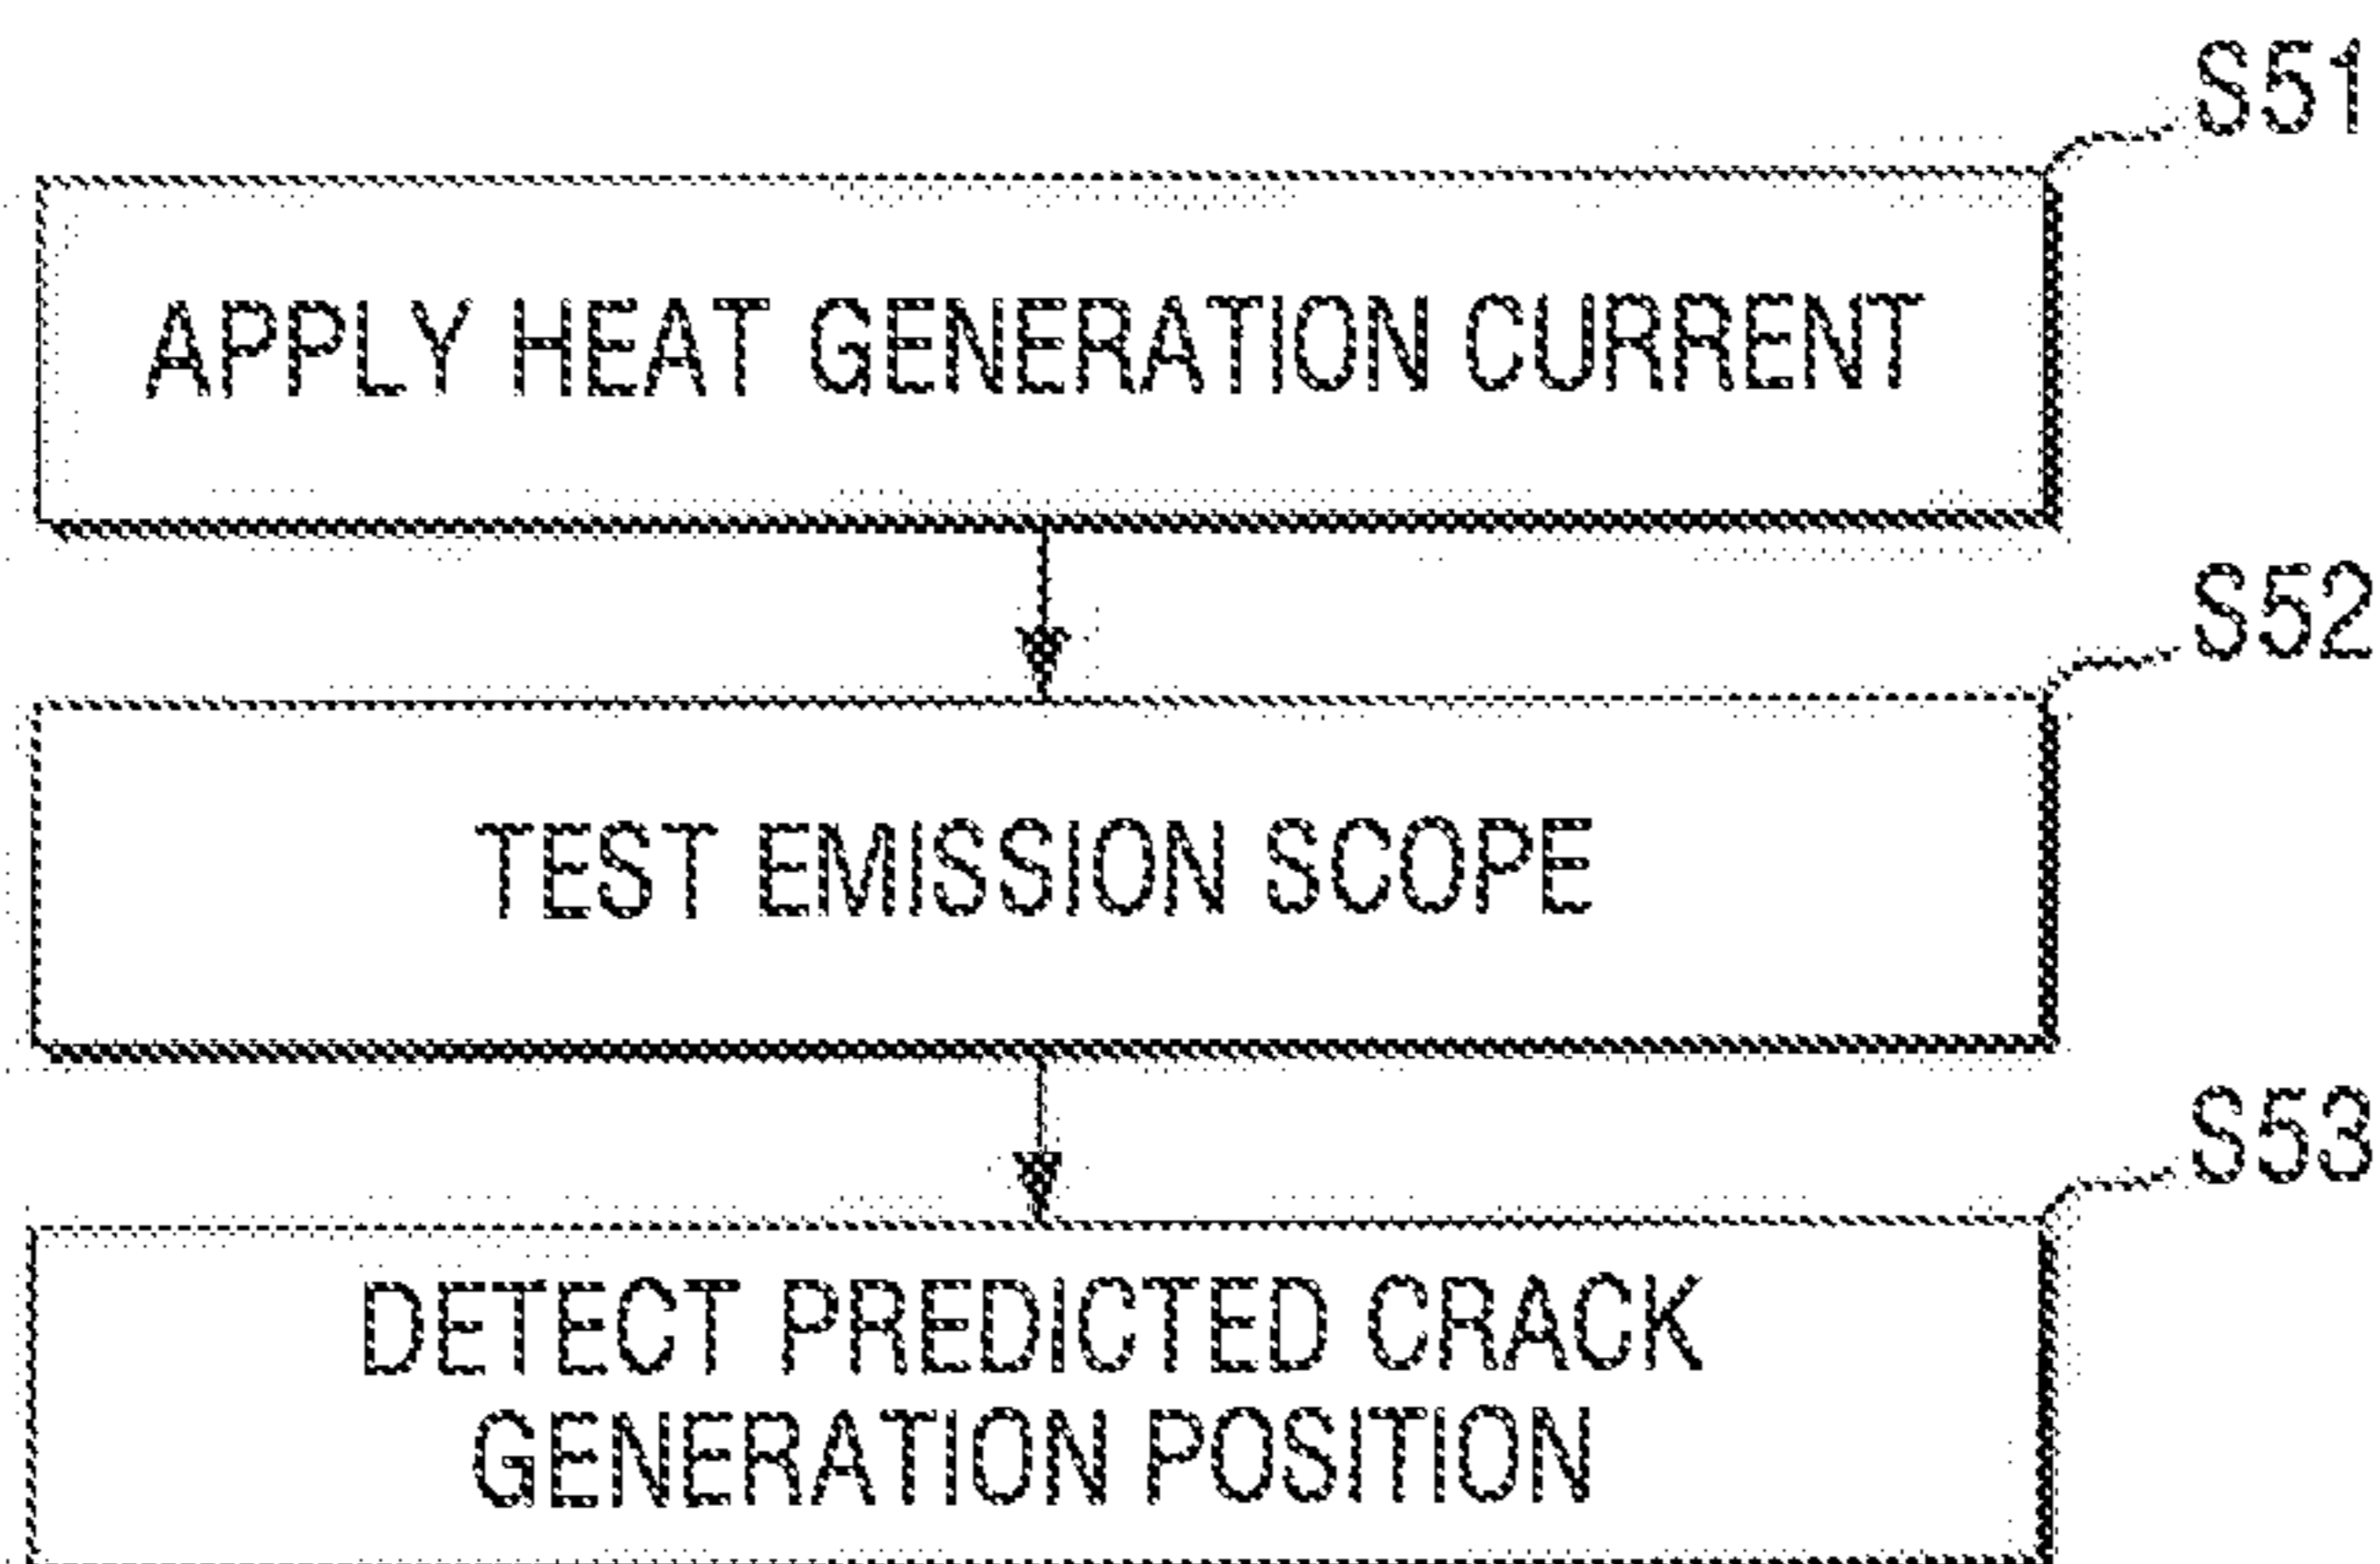 S51
APPLY HEAT GENERATION CURRENT
S52
TEST EMISSION SCOPE
S53
DETECT PREDICTED CRACK
GENERATION POSITION